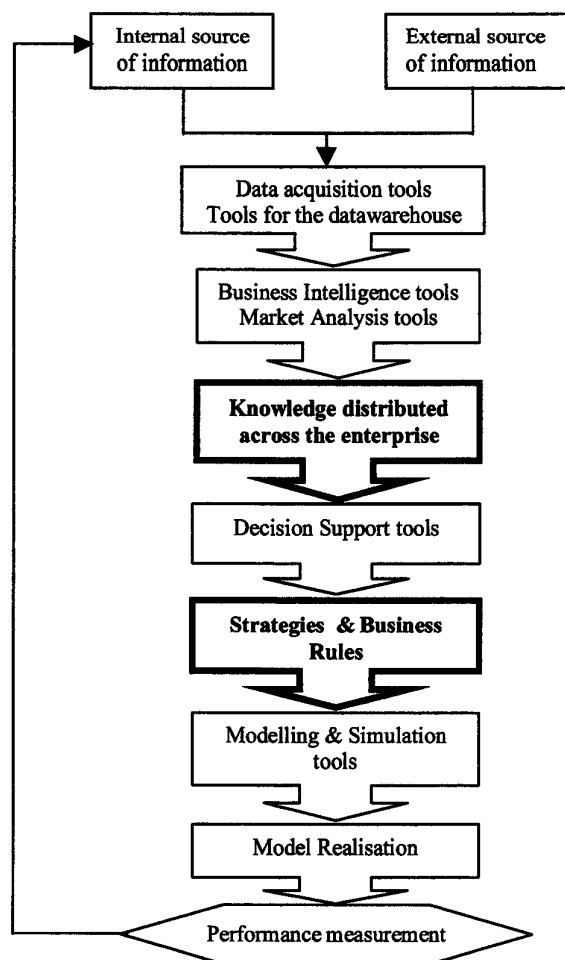 Internal source
of information
External source
of information
Data acquisition tools
Tools for the datawarehouse
Business Intelligence tools
Market Analysis tools
Knowledge distributed
across the enterprise
Decision Support tools
Strategies & Business
Rules
Modelling & Simulation
tools
Model Realisation
Performance measurement